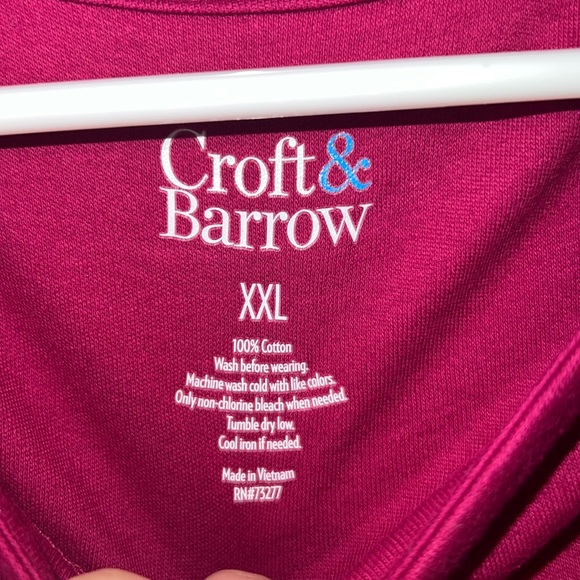 Croft&
Barrow
XXL
100% Cotton
Wash before wearing.
Machine wash cold with like colors.
Only non-chlorine bleach when needed.
Tumble dry low.
Cool iron if needed.
Made in Vietnam
RN#73277